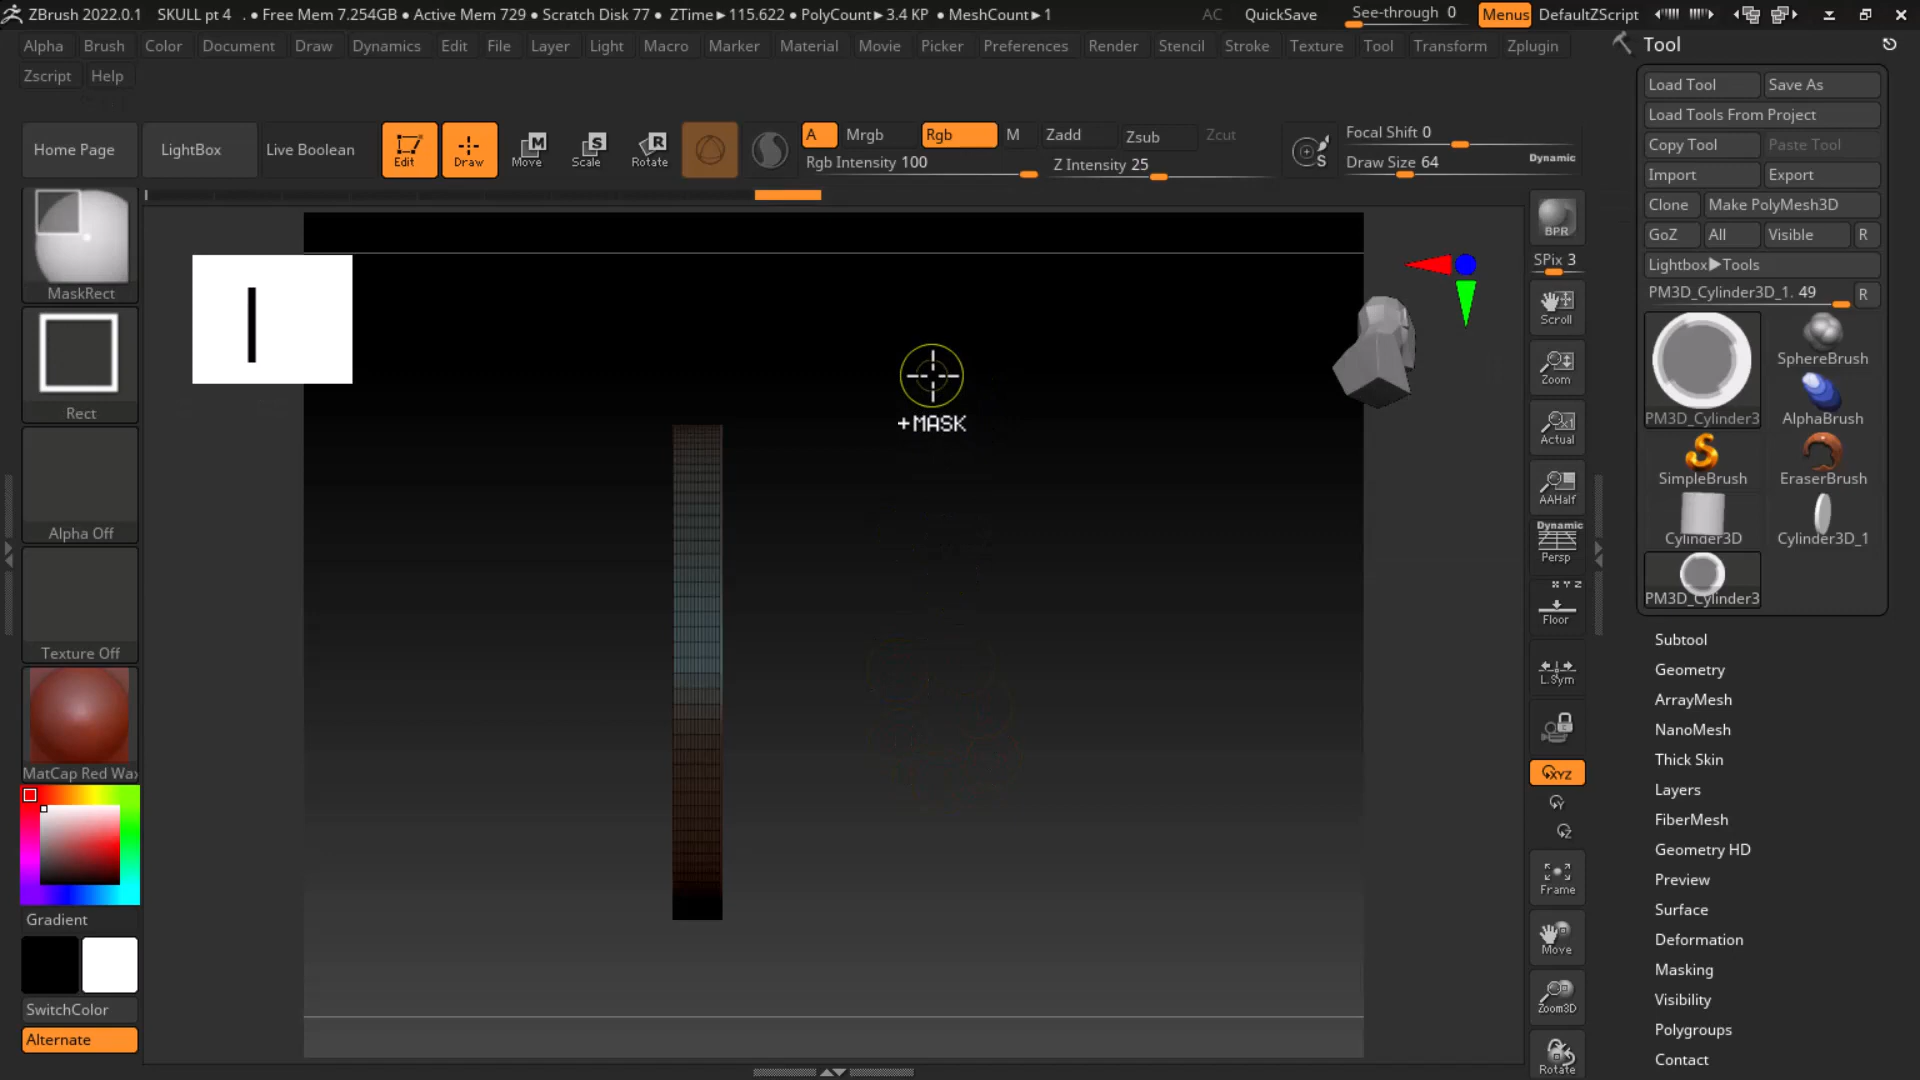 ZBrush 2022.0.1 SKULL pt 4 . • Free Mem 7.254GB • Active Mem 729 • Scratch Disk 77 • ZTime►115.622 • PolyCount►3.4 KP • MeshCount►1 AC QuickSave See-through 0 Menus DefaultZScript
Alpha Brush Color Document Draw Dynamics Edit File Layer Light Macro Marker Material Movie Picker Preferences Render Stencil Stroke Texture Tool Transform Zplugin
Zscript Help
Home Page LightBox Live Boolean Edit Draw Move Scale Rotate
M S R
A Mrgb Rgb M Zadd Zsub Zcut
Rgb Intensity 100 Z Intensity 25
S
Focal Shift 0
Draw Size 64 Dynamic
MaskRect
Rect
Alpha Off
Texture Off
MatCap Red Wax
Gradient
SwitchColor
Alternate
+MASK
BPR
SPix 3
Scroll
Zoom
x1
Actual
AAHalf
Dynamic
Persp
X Y Z
Floor
L.Sym
XYZ
Y
Z
Frame
Move
Zoom3D
Rotate
Tool
Load Tool Save As
Load Tools From Project
Copy Tool Paste Tool
Import Export
Clone Make PolyMesh3D
GoZ All Visible R
Lightbox►Tools
PM3D_Cylinder3D_1. 49 R
PM3D_Cylinder3 SphereBrush
AlphaBrush
SimpleBrush EraserBrush
Cylinder3D Cylinder3D_1
PM3D_Cylinder3
Subtool
Geometry
ArrayMesh
NanoMesh
Thick Skin
Layers
FiberMesh
Geometry HD
Preview
Surface
Deformation
Masking
Visibility
Polygroups
Contact